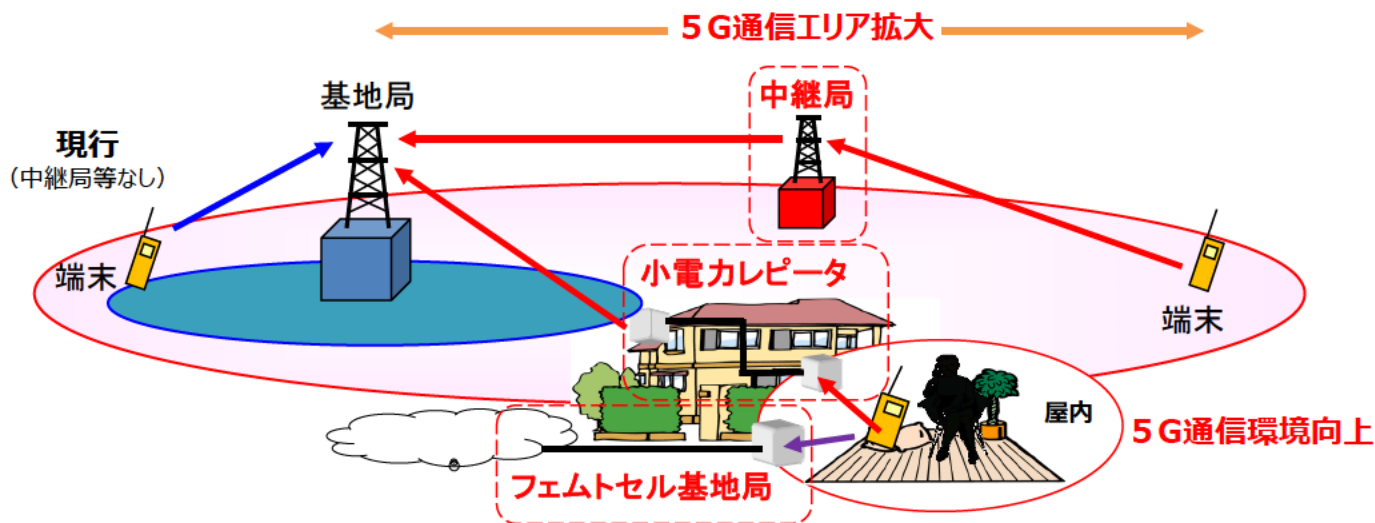 ５G通信エリア拡大
中継局
基地局
現行
（中継局等なし）
端末
小電力レピータ
端末
屋内
５G通信環境向上
フェムトセル基地局